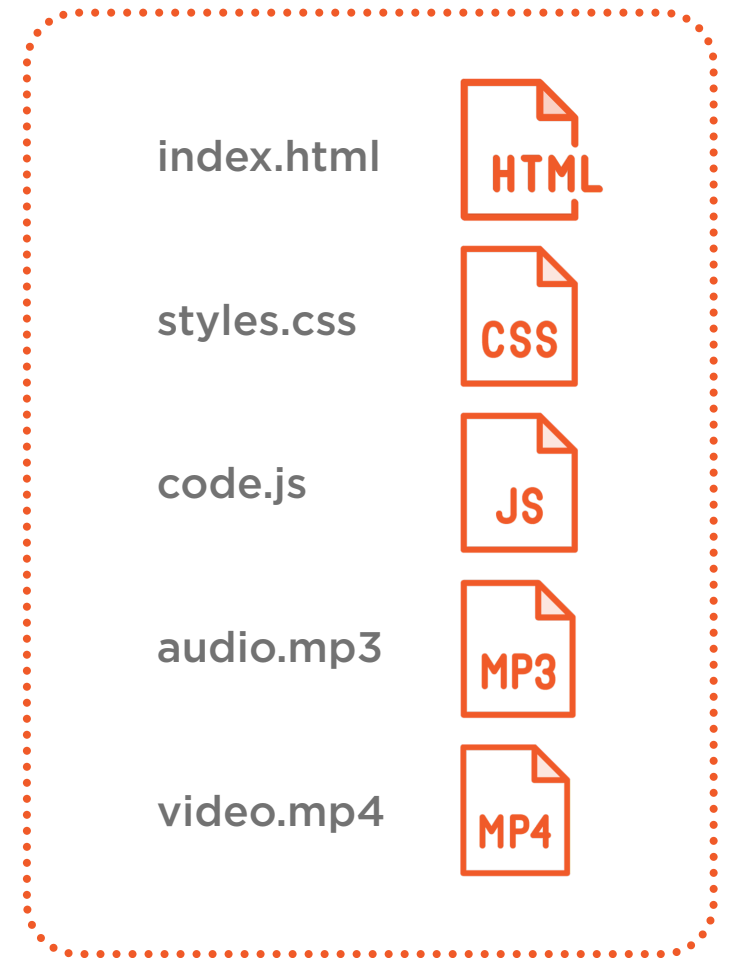 index.html
HTML
styles.css
CSS
code.js
JS
audio.mp3
MP3
video.mp4
MP4